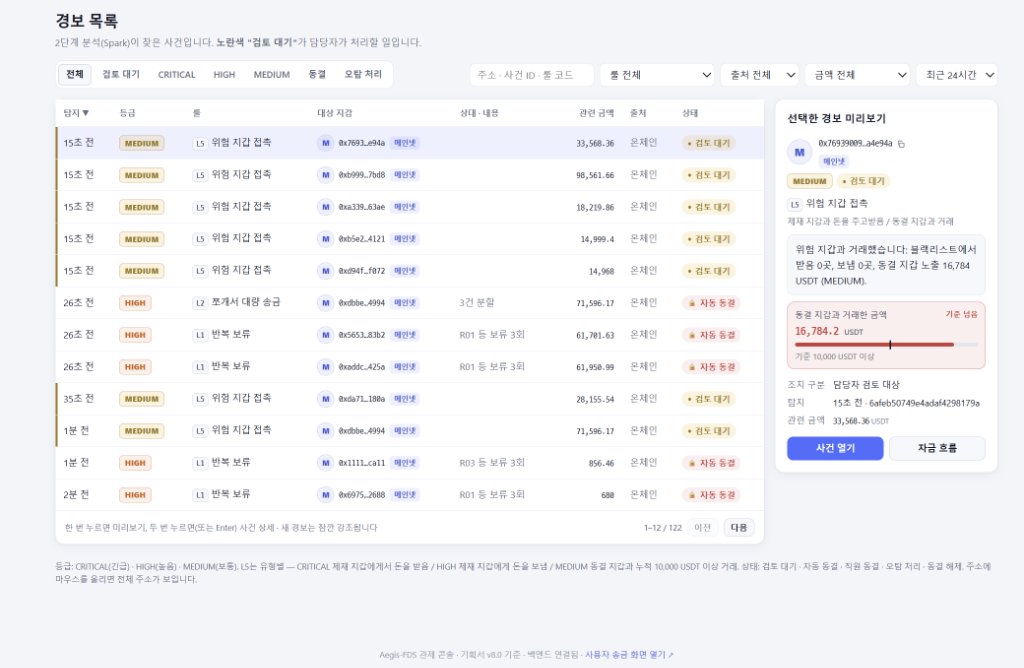 경보 목록
2단계 분석(Spark)이 찾은 사건입니다. 노란색 "검토 대기"가 담당자가 처리할 일입니다.
전체 검토 대기 CRITICAL HIGH MEDIUM 동결 오탐 처리 주소 · 사건 ID · 룰 코드 룰 전체 출처 전체 금액 전체 최근 24시간
탐지 ▼ 등급 룰 대상 지갑 상대 · 내용 관련 금액 출처 상태
15초 전 MEDIUM L5 위험 지갑 접촉 M 0x7693…e94a 메인넷 33,568.36 온체인 • 검토 대기
15초 전 MEDIUM L5 위험 지갑 접촉 M 0xb999…7bd8 메인넷 98,561.66 온체인 • 검토 대기
15초 전 MEDIUM L5 위험 지갑 접촉 M 0xa339…63ae 메인넷 18,219.86 온체인 • 검토 대기
15초 전 MEDIUM L5 위험 지갑 접촉 M 0xb5e2…4121 메인넷 14,999.4 온체인 • 검토 대기
15초 전 MEDIUM L5 위험 지갑 접촉 M 0xd94f…f072 메인넷 14,968 온체인 • 검토 대기
26초 전 HIGH L2 쪼개서 대량 송금 M 0xdbbe…4994 메인넷 3건 분할 71,596.17 온체인 자동 동결
26초 전 HIGH L1 반복 보류 M 0x5653…83b2 메인넷 R01 등 보류 3회 61,701.63 온체인 자동 동결
26초 전 HIGH L1 반복 보류 M 0xaddc…425a 메인넷 R01 등 보류 3회 61,950.99 온체인 자동 동결
35초 전 MEDIUM L5 위험 지갑 접촉 M 0xda71…180a 메인넷 28,155.54 온체인 • 검토 대기
1분 전 MEDIUM L5 위험 지갑 접촉 M 0xdbbe…4994 메인넷 71,596.17 온체인 • 검토 대기
1분 전 HIGH L1 반복 보류 M 0x1111…ca11 메인넷 R03 등 보류 3회 856.46 온체인 자동 동결
2분 전 HIGH L1 반복 보류 M 0x6975…2688 메인넷 R01 등 보류 3회 680 온체인 자동 동결
한 번 누르면 미리보기, 두 번 누르면(또는 Enter) 사건 상세 · 새 경보는 잠깐 강조됩니다 1–12 / 122 이전 다음
선택한 경보 미리보기
M 0x76939009…a4e94a
메인넷
MEDIUM • 검토 대기
L5 위험 지갑 접촉
제재 지갑과 돈을 주고받음 / 동결 지갑과 거래
위험 지갑과 거래했습니다: 블랙리스트에서
받음 0곳, 보냄 0곳, 동결 지갑 노출 16,784
USDT (MEDIUM).
동결 지갑과 거래한 금액 기준 넘음
16,784.2 USDT
기준 10,000 USDT 이상
조치 구분 담당자 검토 대상
탐지 15초 전 · 6afeb50749e4adaf4298179a
관련 금액 33,568.36 USDT
사건 열기 자금 흐름
등급: CRITICAL(긴급) · HIGH(높음) · MEDIUM(보통). L5는 유형별 — CRITICAL 제재 지갑에게서 돈을 받음 / HIGH 제재 지갑에게 돈을 보냄 / MEDIUM 동결 지갑과 누적 10,000 USDT 이상 거래. 상태: 검토 대기 · 자동 동결 · 직원 동결 · 오탐 처리 · 동결 해제. 주소에
마우스를 올리면 전체 주소가 보입니다.
Aegis-FDS 관제 콘솔 · 기획서 v8.0 기준 · 백엔드 연결됨 · 사용자 송금 화면 열기 ↗